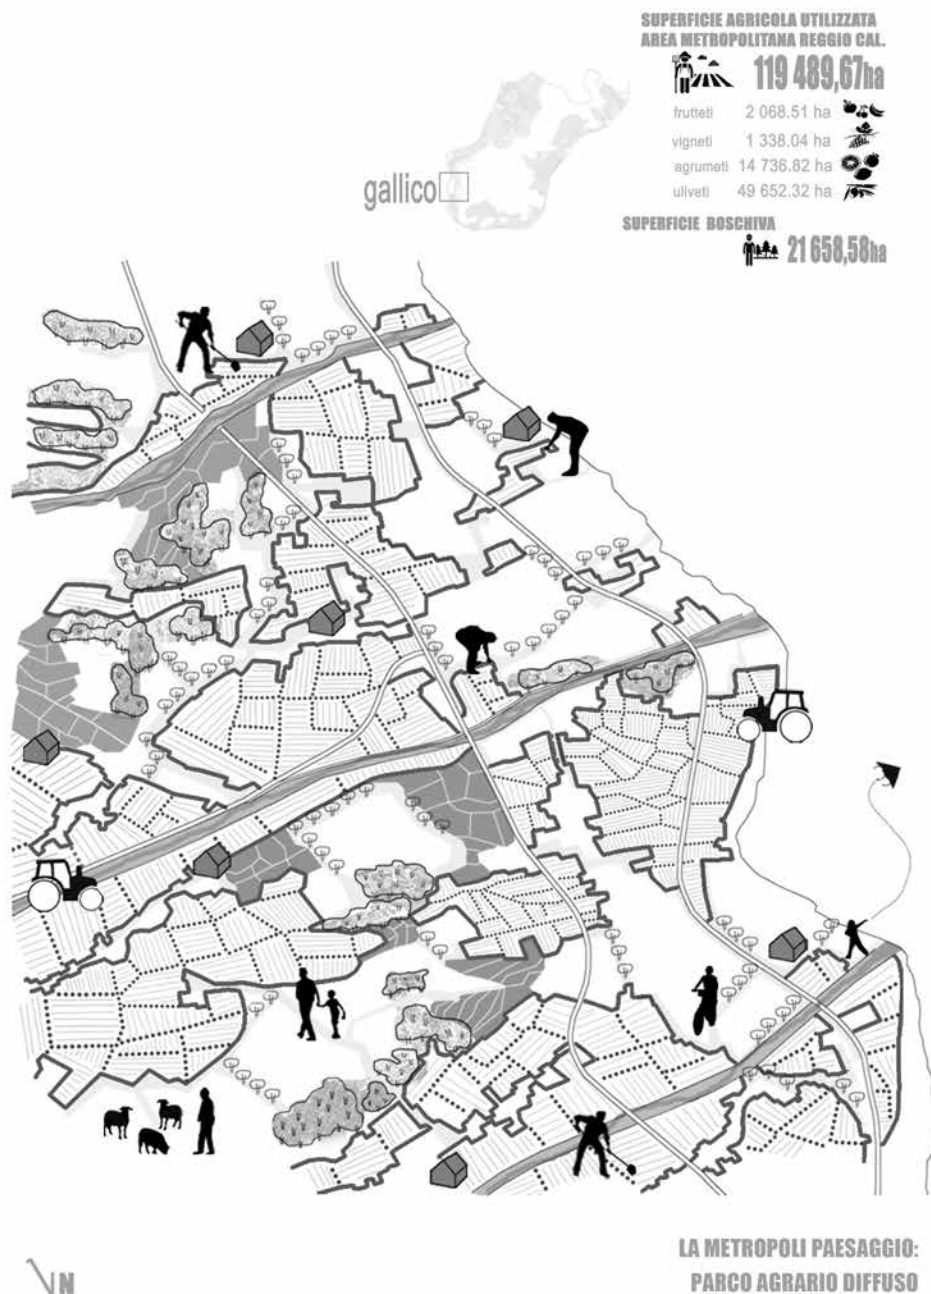 SUPERFICIE AGRICOLA UTILIZZATA
AREA METROPOLITANA REGGIO CAL.
119 489,67ha
frutteti 2 068.51 ha
vigneti 1 338.04 ha
agrumeti 14 736.82 ha
uliveti 49 652.32 ha
gallico
SUPERFICIE BOSCHIVA
21 658,58ha
N
LA METROPOLI PAESAGGIO:
PARCO AGRARIO DIFFUSO